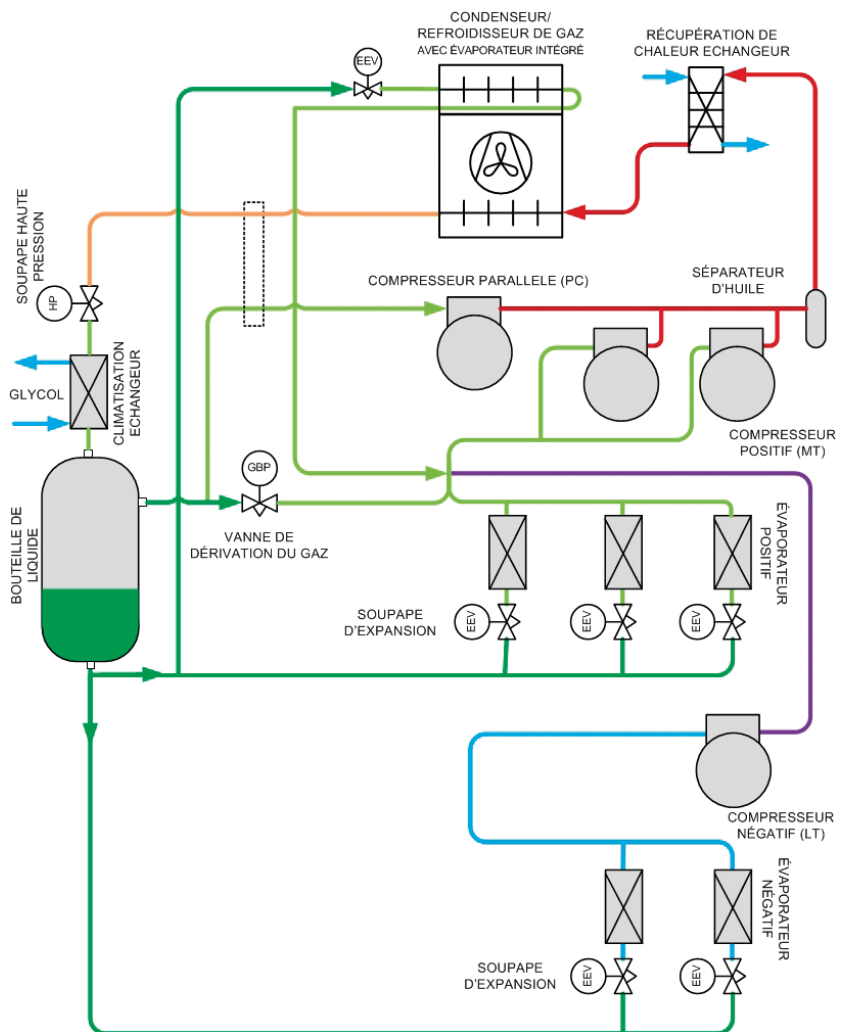 CONDENSEUR/
REFROIDISSEUR DE GAZ
AVEC ÉVAPORATEUR INTÉGRÉ
RÉCUPÉRATION DE
CHALEUR ECHANGEUR
EEV
SOUPAPE HAUTE
PRESSION
HP
COMPRESSEUR PARALLELE (PC)
SÉPARATEUR
D'HUILE
GLYCOL
CLIMATISATION
ECHANGEUR
COMPRESSEUR
POSITIF (MT)
GBP
VANNE DE
DÉRIVATION DU GAZ
BOUTEILLE DE
LIQUIDE
ÉVAPORATEUR
POSITIF
SOUPAPE
D'EXPANSION
EEV
EEV
EEV
COMPRESSEUR
NÉGATIF (LT)
ÉVAPORATEUR
NÉGATIF
SOUPAPE
D'EXPANSION
EEV
EEV